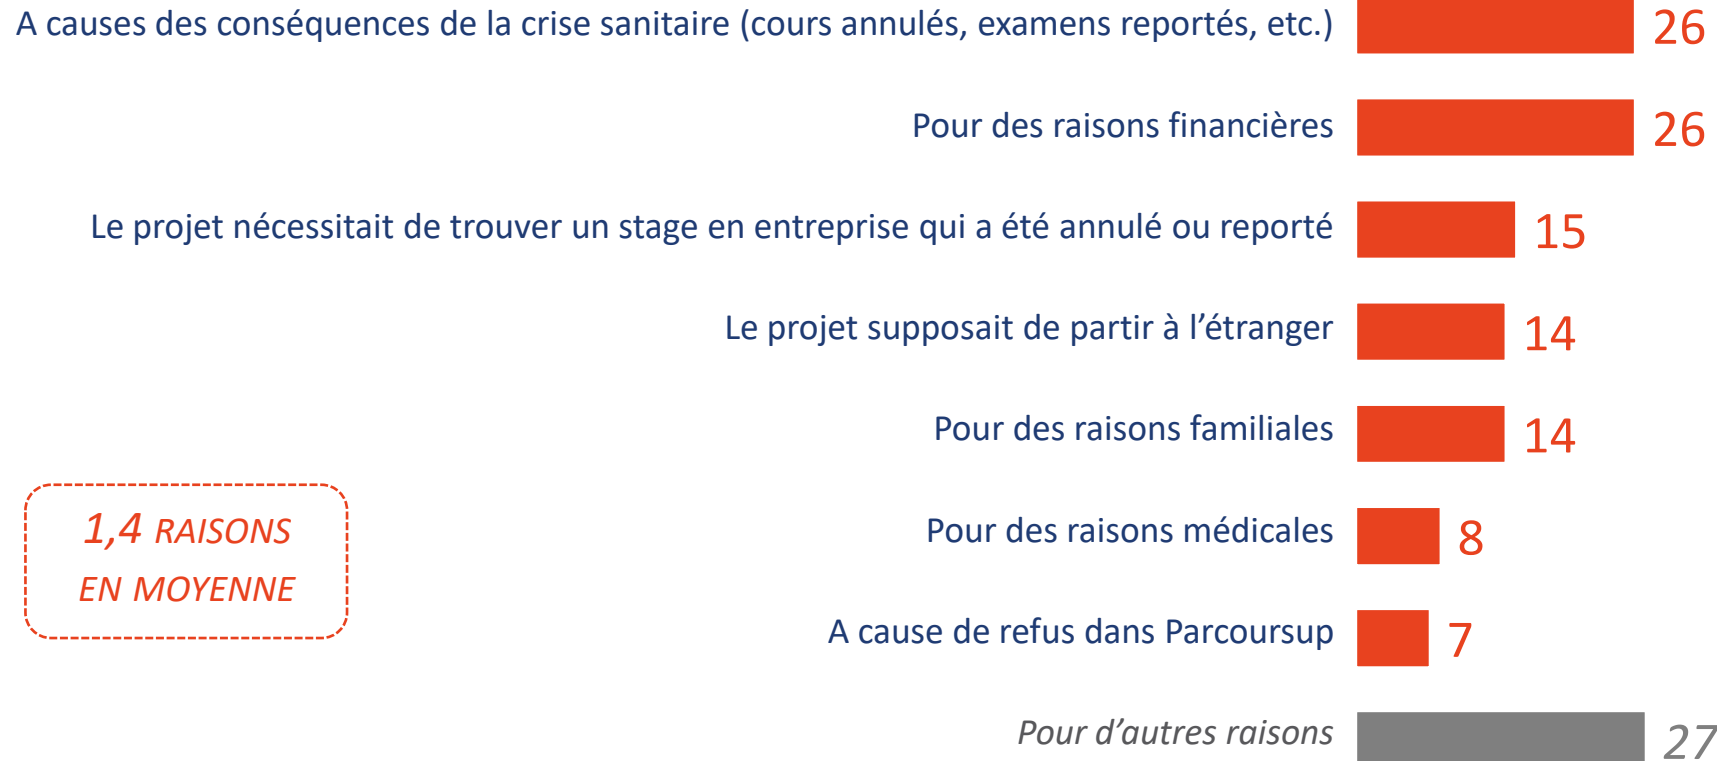 A causes des conséquences de la crise sanitaire (cours annulés, examens reportés, etc.) 26
Pour des raisons financières 26
Le projet nécessitait de trouver un stage en entreprise qui a été annulé ou reporté 15
Le projet supposait de partir à l’étranger 14
Pour des raisons familiales 14
1,4 RAISONS
EN MOYENNE
Pour des raisons médicales 8
A cause de refus dans Parcoursup 7
Pour d’autres raisons 27